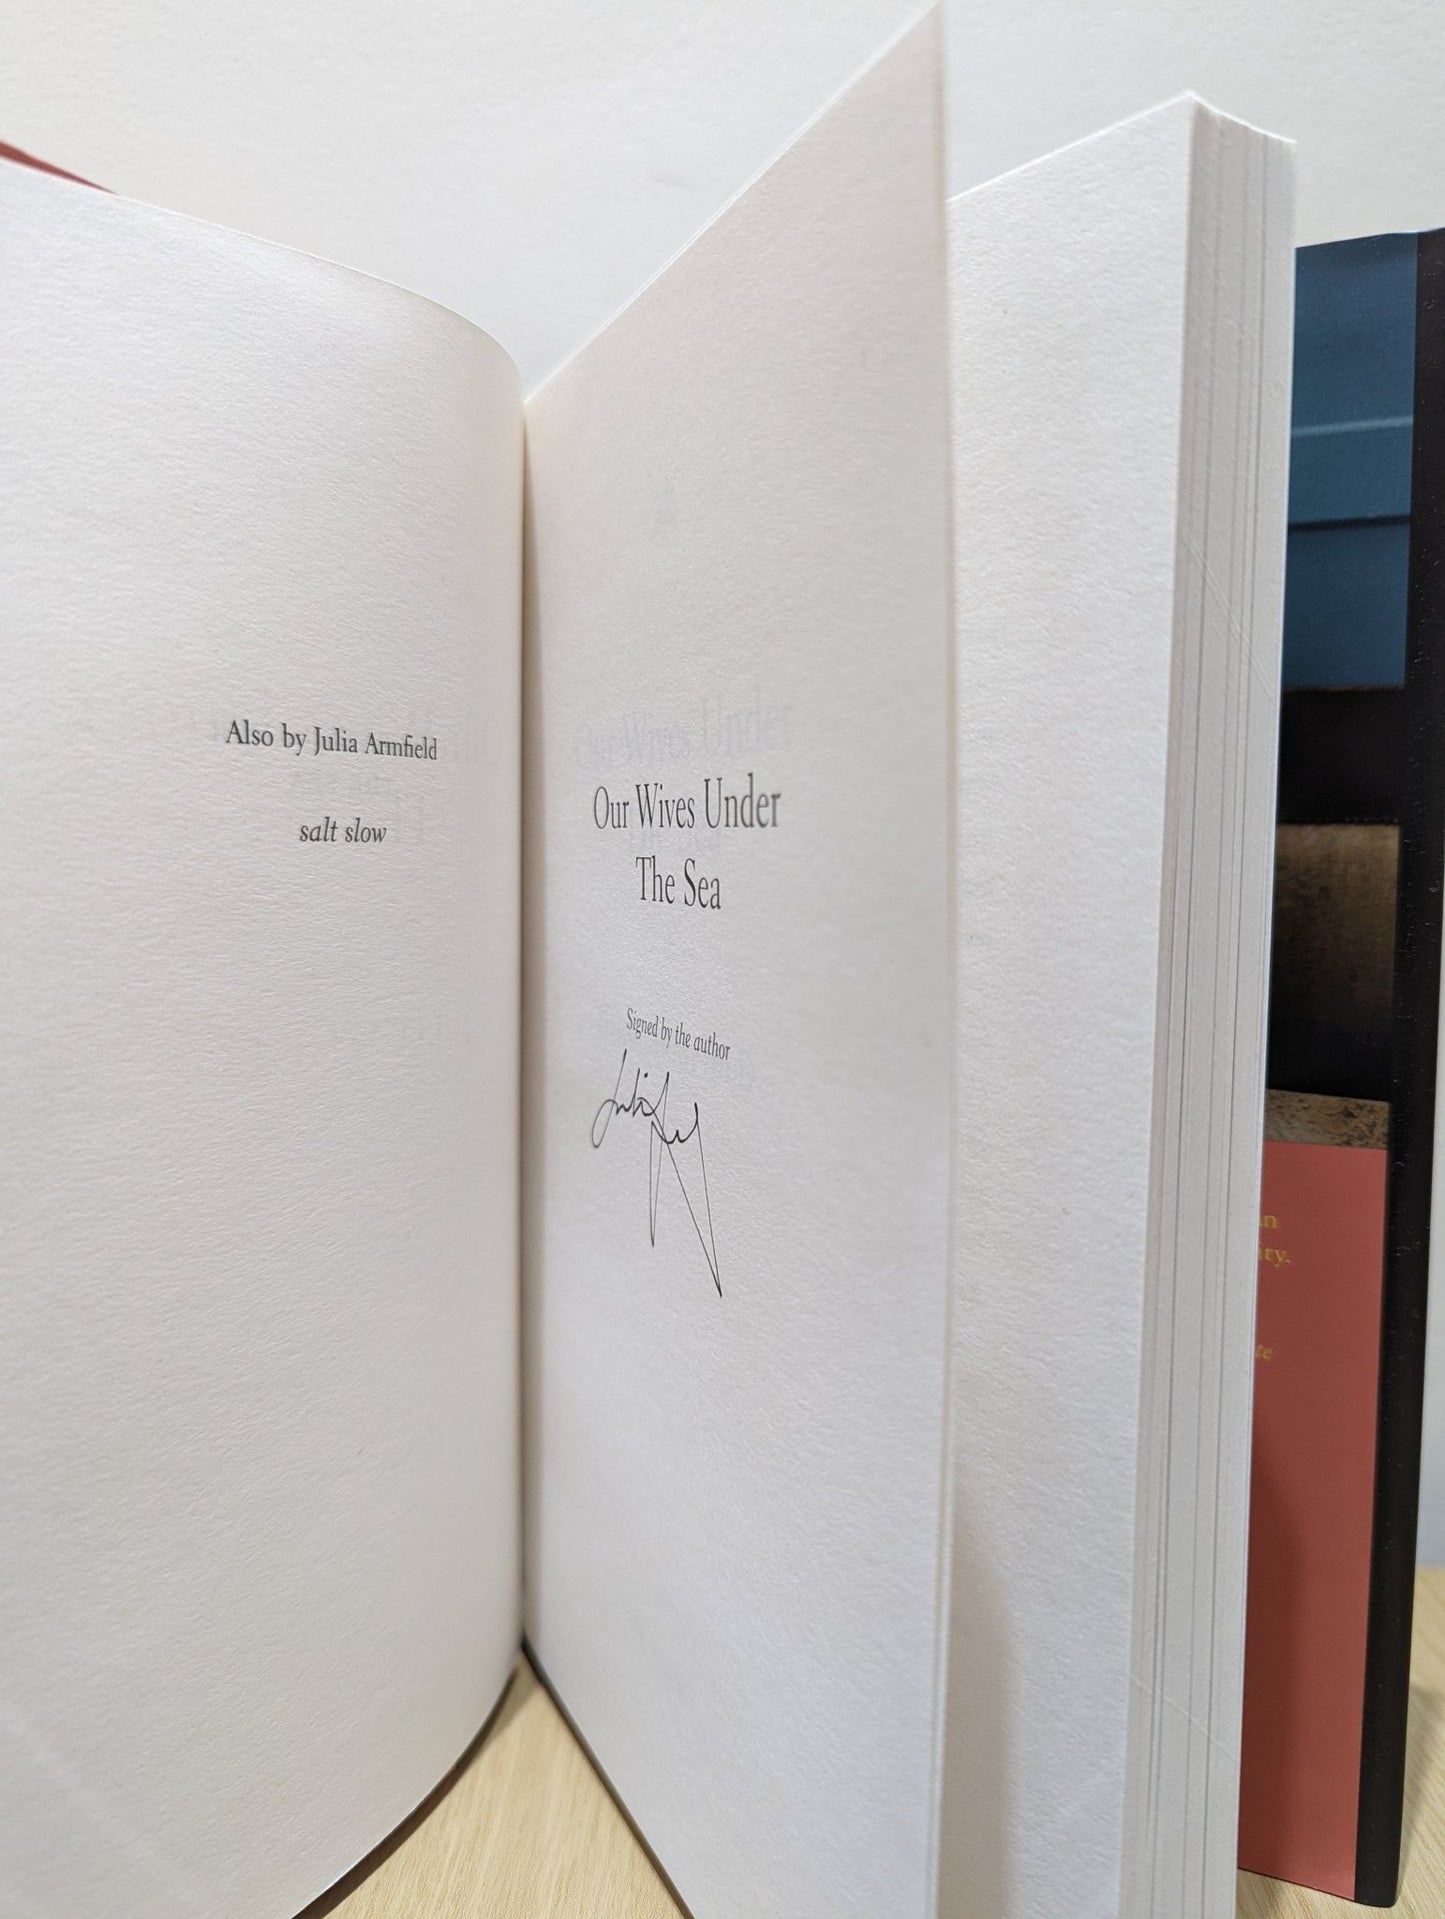 Also by Julia Armfield
salt slow
Our Wives Under
The Sea
Signed by the author